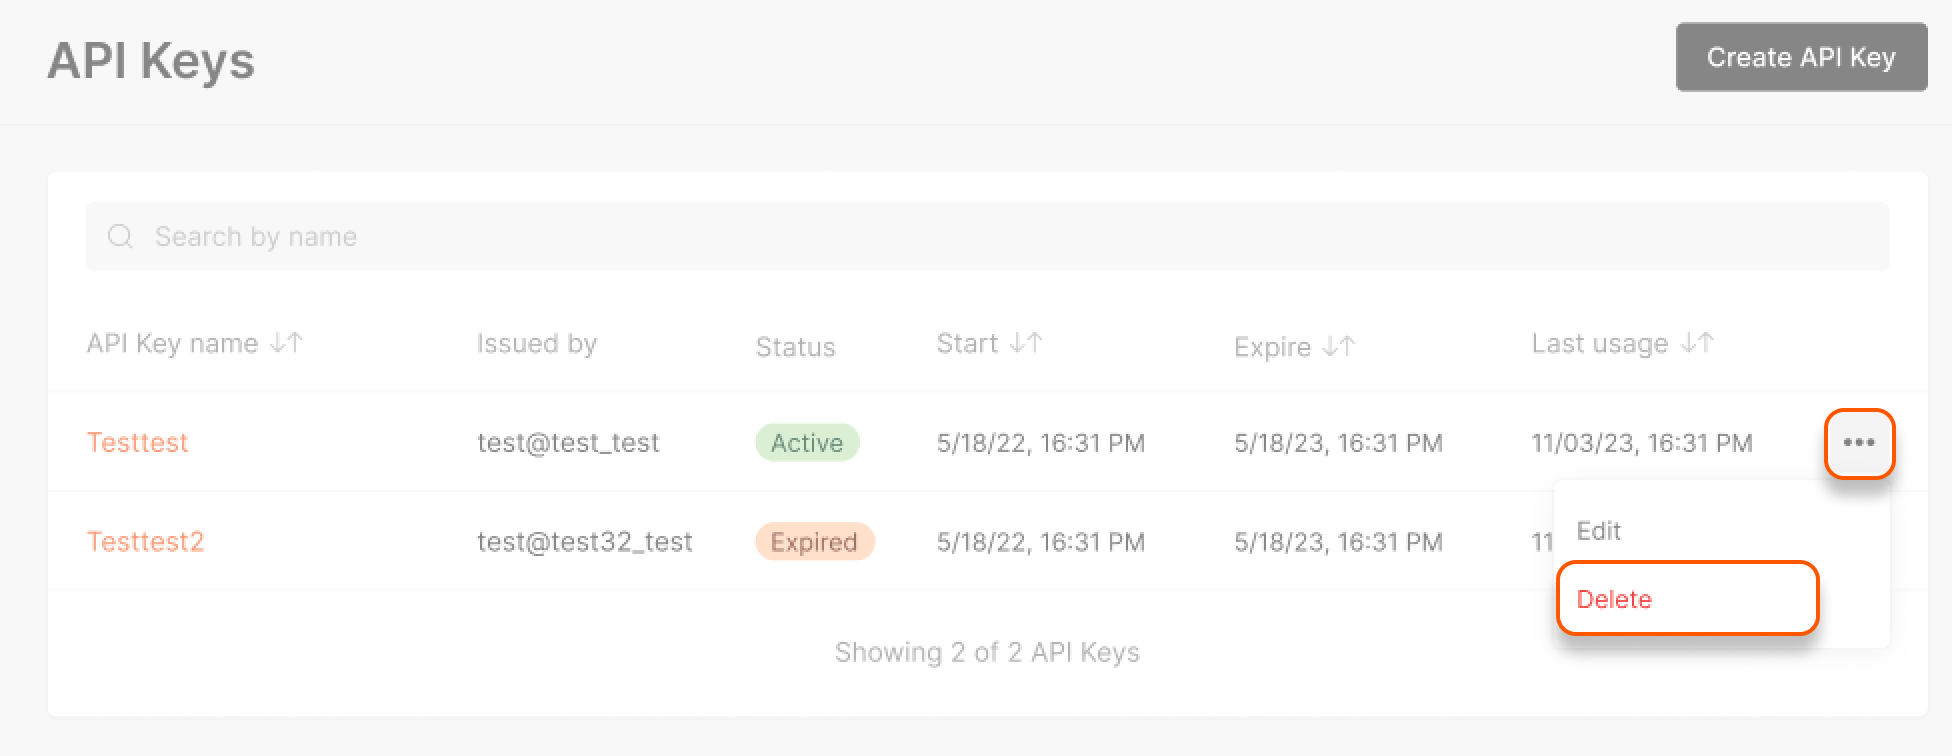 API Keys
Create API Key
Search by name
API Key name Issued by Status Start Expire Last usage
Testtest test@test_test Active 5/18/22, 16:31 PM 5/18/23, 16:31 PM 11/03/23, 16:31 PM
Testtest2 test@test32_test Expired 5/18/22, 16:31 PM 5/18/23, 16:31 PM 11
Edit
Delete
Showing 2 of 2 API Keys